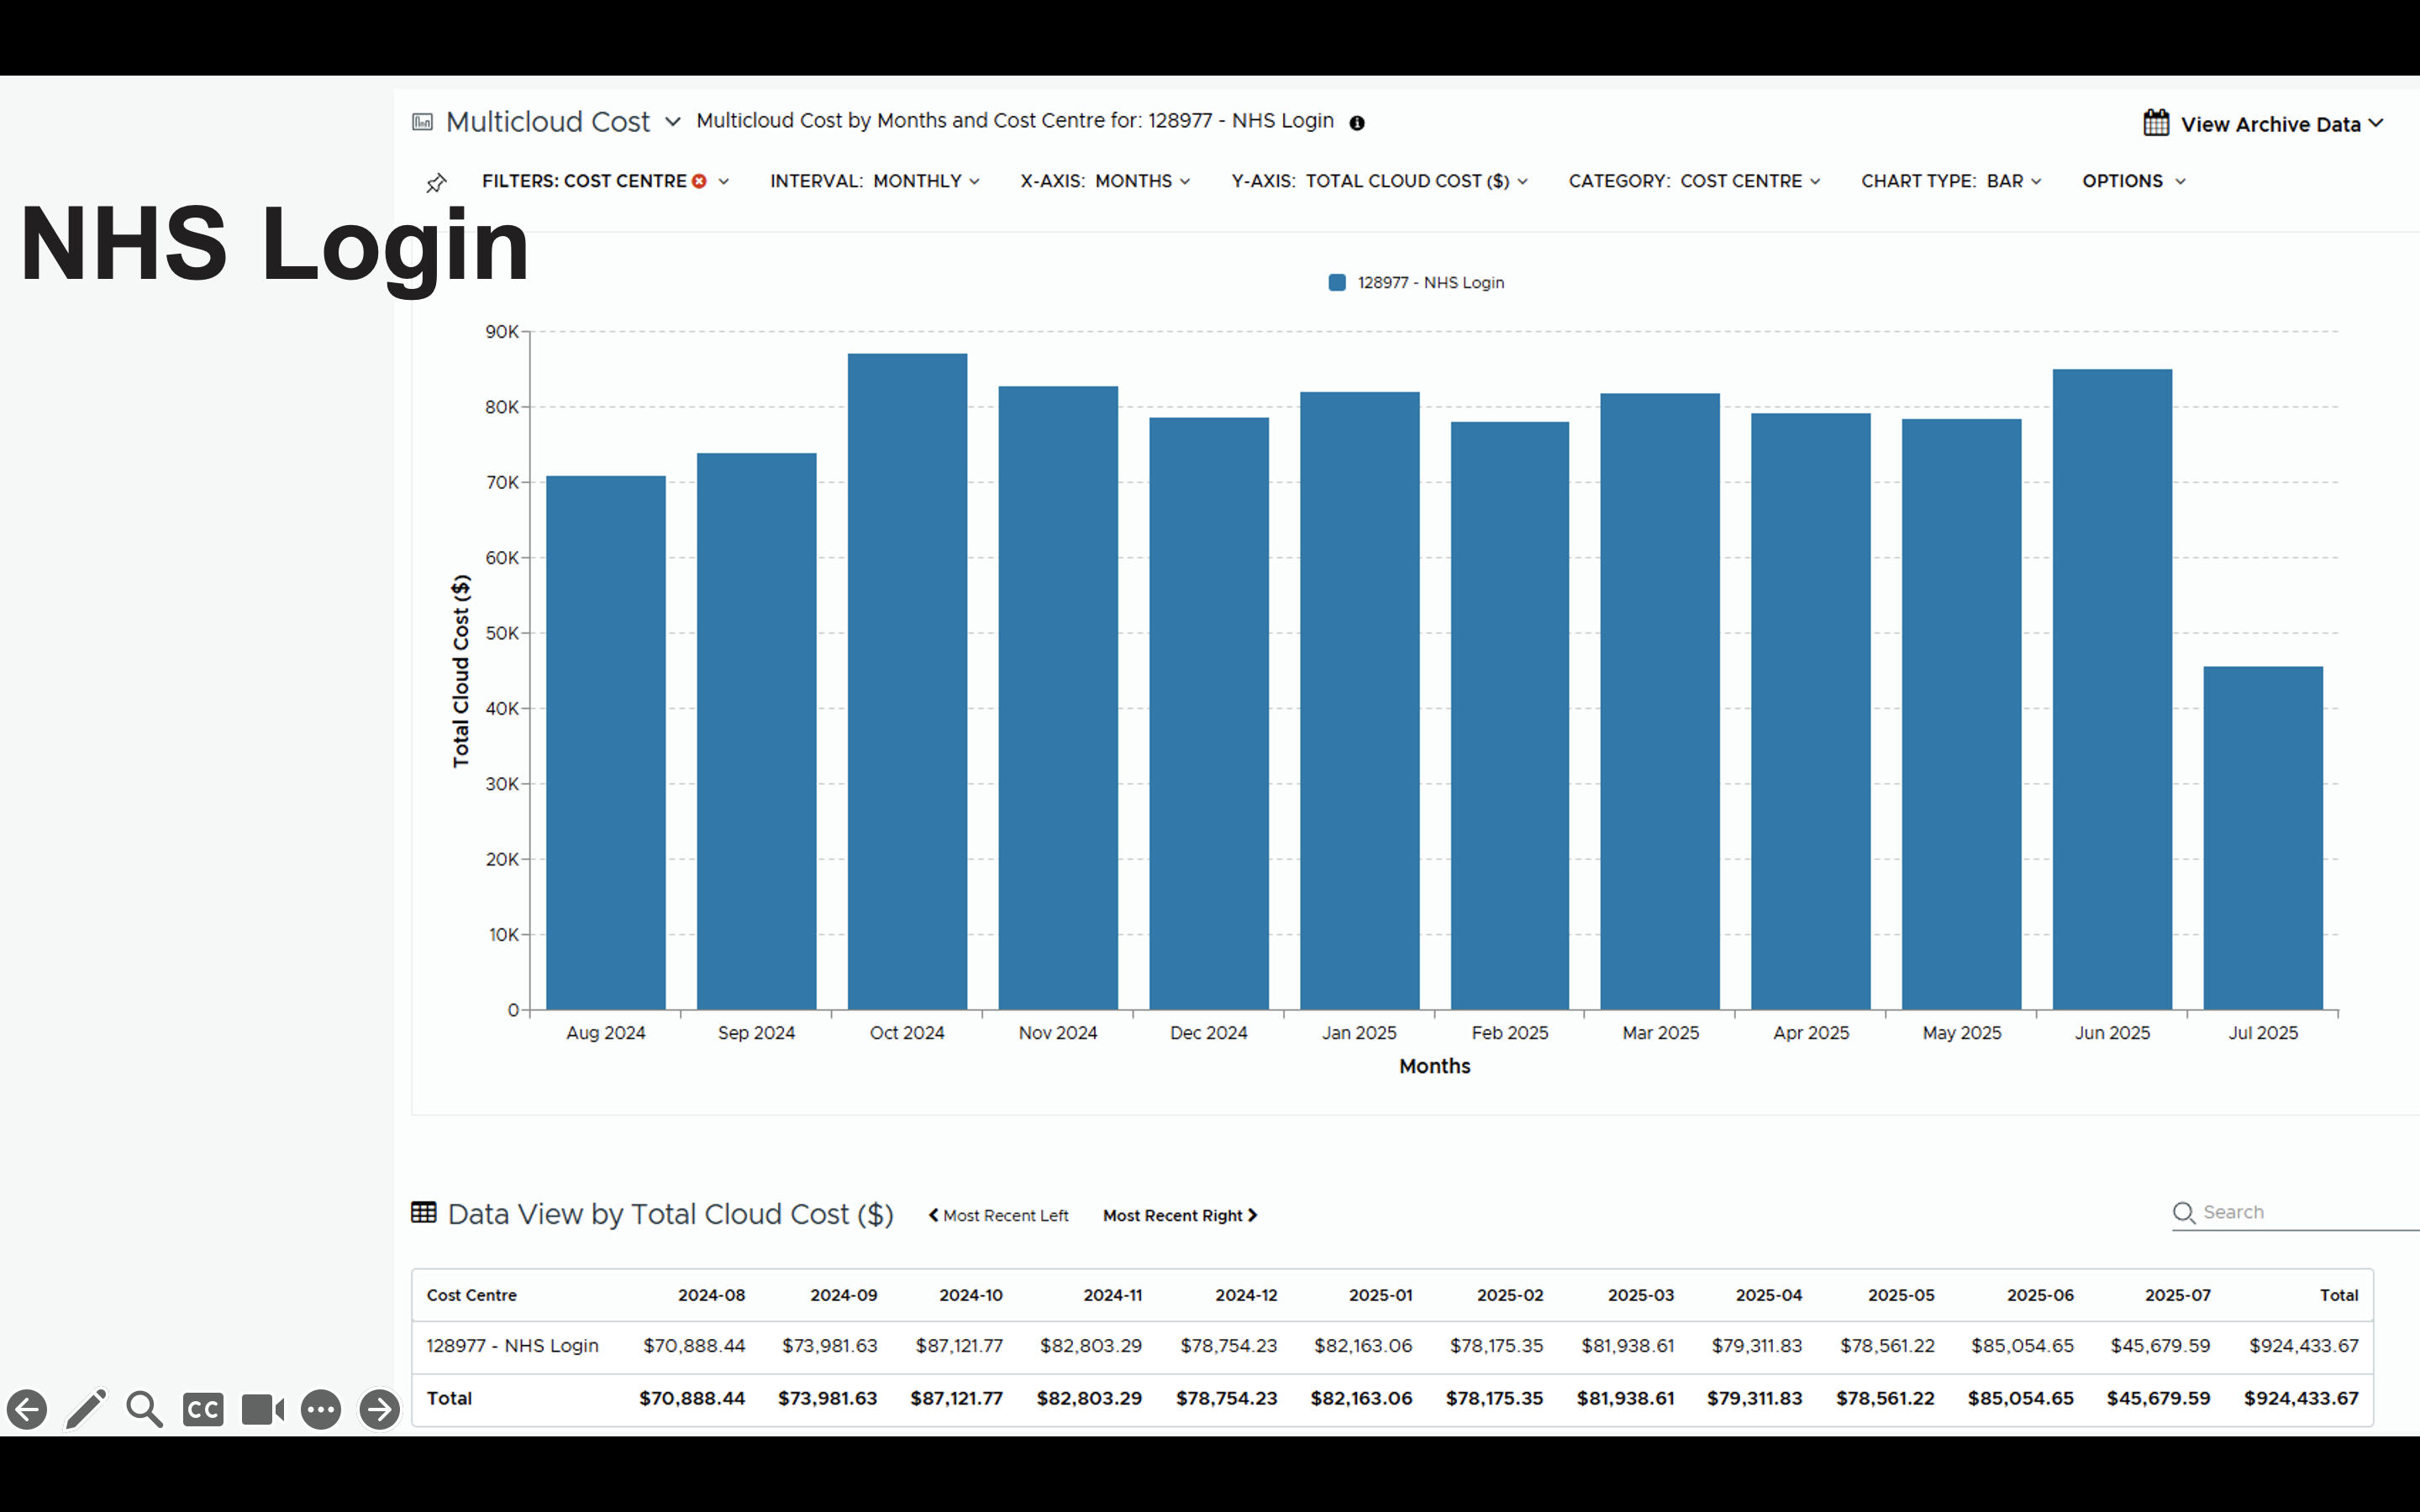 Multicloud Cost Multicloud Cost by Months and Cost Centre for: 128977 - NHS Login View Archive Data
FILTERS: COST CENTRE INTERVAL: MONTHLY X-AXIS: MONTHS Y-AXIS: TOTAL CLOUD COST ($) CATEGORY: COST CENTRE CHART TYPE: BAR OPTIONS
NHS Login
128977 - NHS Login
90K
80K
70K
60K
50K
40K
30K
20K
10K
0
Total Cloud Cost ($)
Aug 2024 Sep 2024 Oct 2024 Nov 2024 Dec 2024 Jan 2025 Feb 2025 Mar 2025 Apr 2025 May 2025 Jun 2025 Jul 2025
Months
Data View by Total Cloud Cost ($) Most Recent Left Most Recent Right Search
Cost Centre 2024-08 2024-09 2024-10 2024-11 2024-12 2025-01 2025-02 2025-03 2025-04 2025-05 2025-06 2025-07 Total
128977 - NHS Login $70,888.44 $73,981.63 $87,121.77 $82,803.29 $78,754.23 $82,163.06 $78,175.35 $81,938.61 $79,311.83 $78,561.22 $85,054.65 $45,679.59 $924,433.67
Total $70,888.44 $73,981.63 $87,121.77 $82,803.29 $78,754.23 $82,163.06 $78,175.35 $81,938.61 $79,311.83 $78,561.22 $85,054.65 $45,679.59 $924,433.67
CC